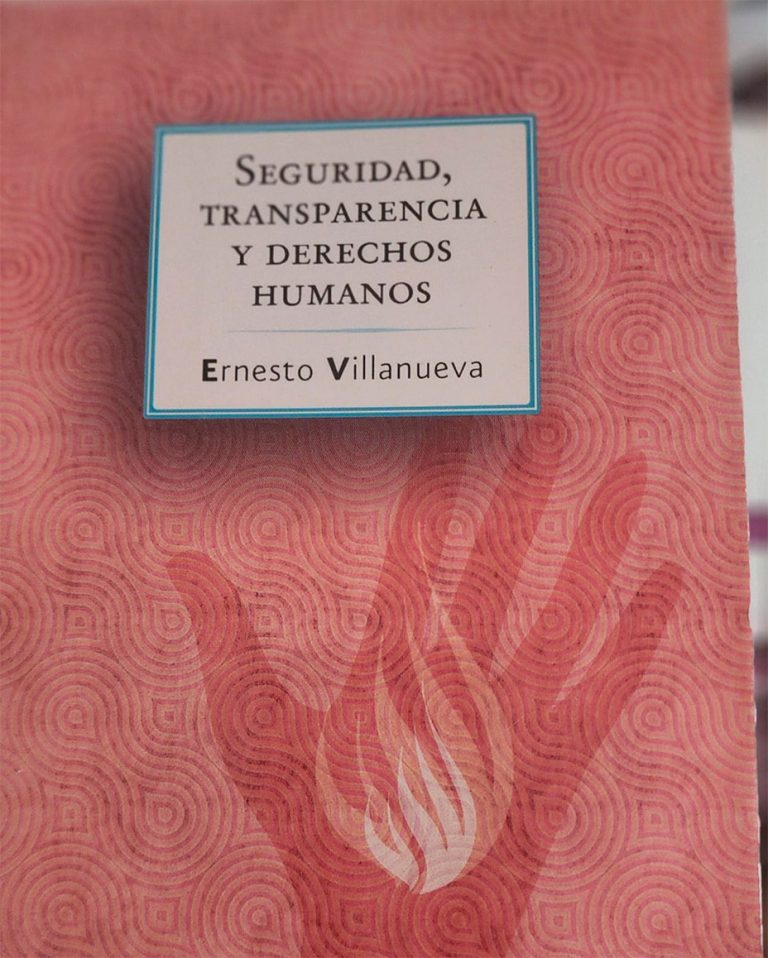 SEGURIDAD,
TRANSPARENCIA
Y DERECHOS
HUMANOS
Ernesto Villanueva